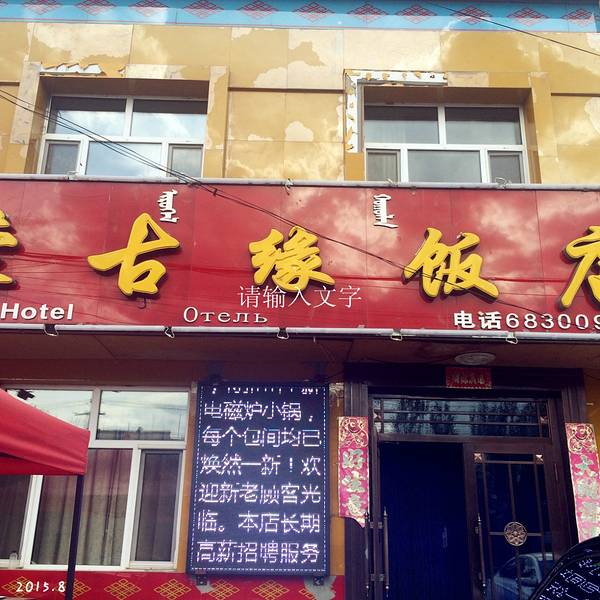 古缘饭
Hotel
Отель
请输入文字
电话683009
电磁炉小锅，
每个包间均已
焕然一新！欢
迎新老顾客光
临。本店长期
高薪招聘服务
2015.8